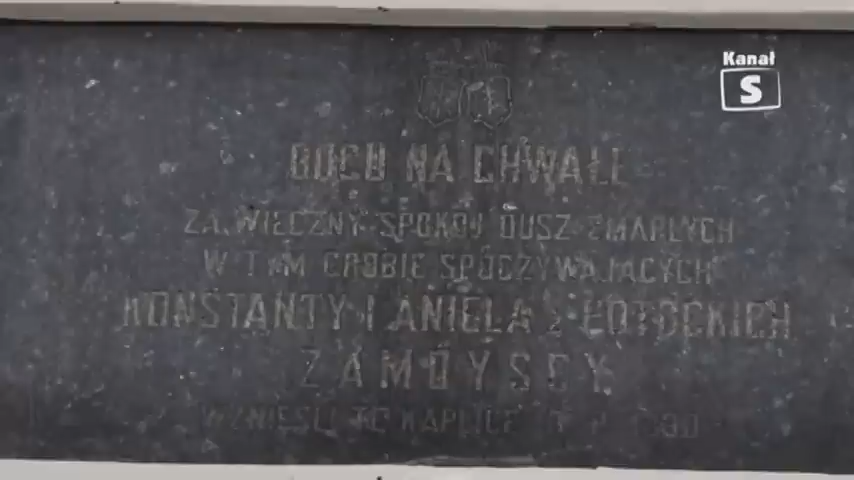 Kanał
S
BOGU NA CHWAŁĘ
ZA WIECZNY SPOKÓJ DUSZ ZMARŁYCH
W TYM GROBIE SPOCZYWAJĄCYCH
KONSTANTY I ANIELA Z POTOCKICH
ZAMOYSCY
WZNIEŚLI TĘ KAPLICĘ R. P.